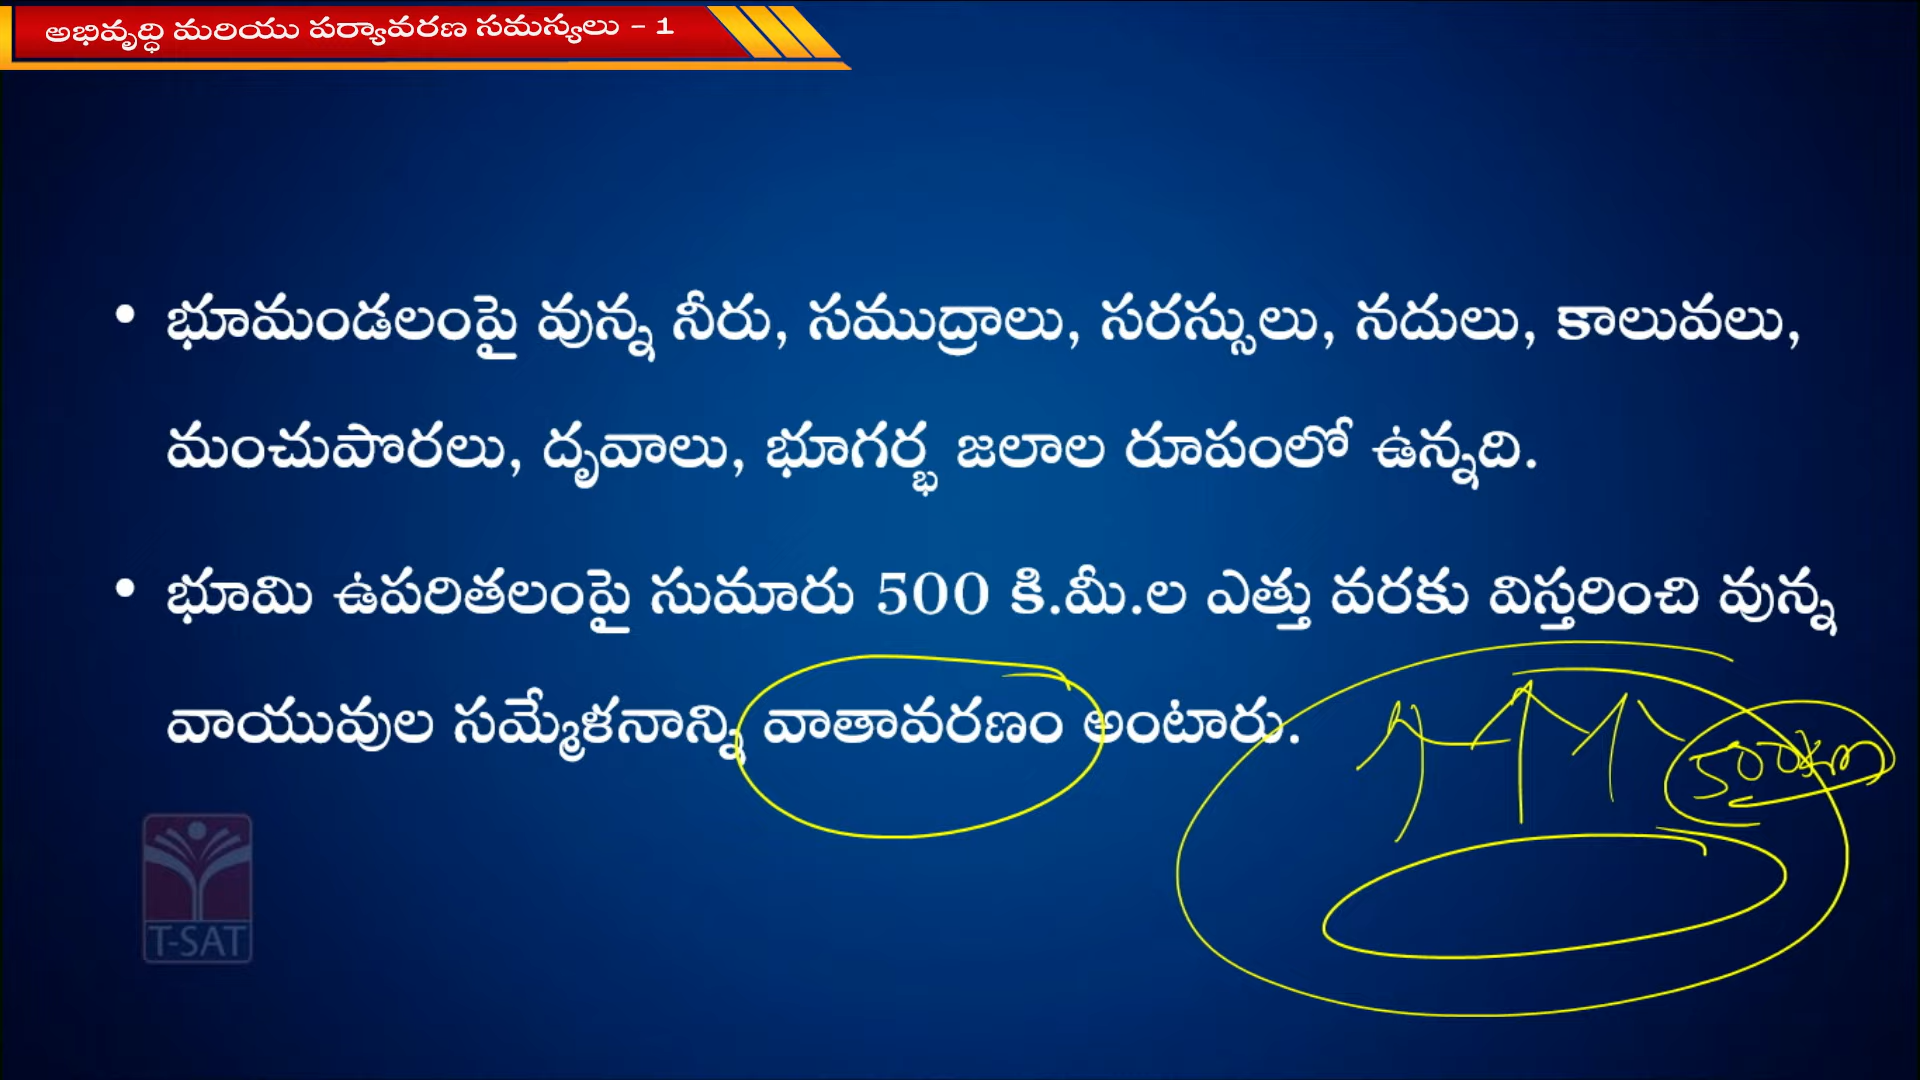 అభివృద్ధి మరియు పర్యావరణ సమస్యలు - 1
• భూమండలంపై వున్న నీరు, సముద్రాలు, సరస్సులు, నదులు, కాలువలు,
మంచుపొరలు, దృవాలు, భూగర్భ జలాల రూపంలో ఉన్నది.
• భూమి ఉపరితలంపై సుమారు 500 కి.మీ.ల ఎత్తు వరకు విస్తరించి వున్న
వాయువుల సమ్మేళనాన్ని వాతావరణం అంటారు.
500km
T-SAT